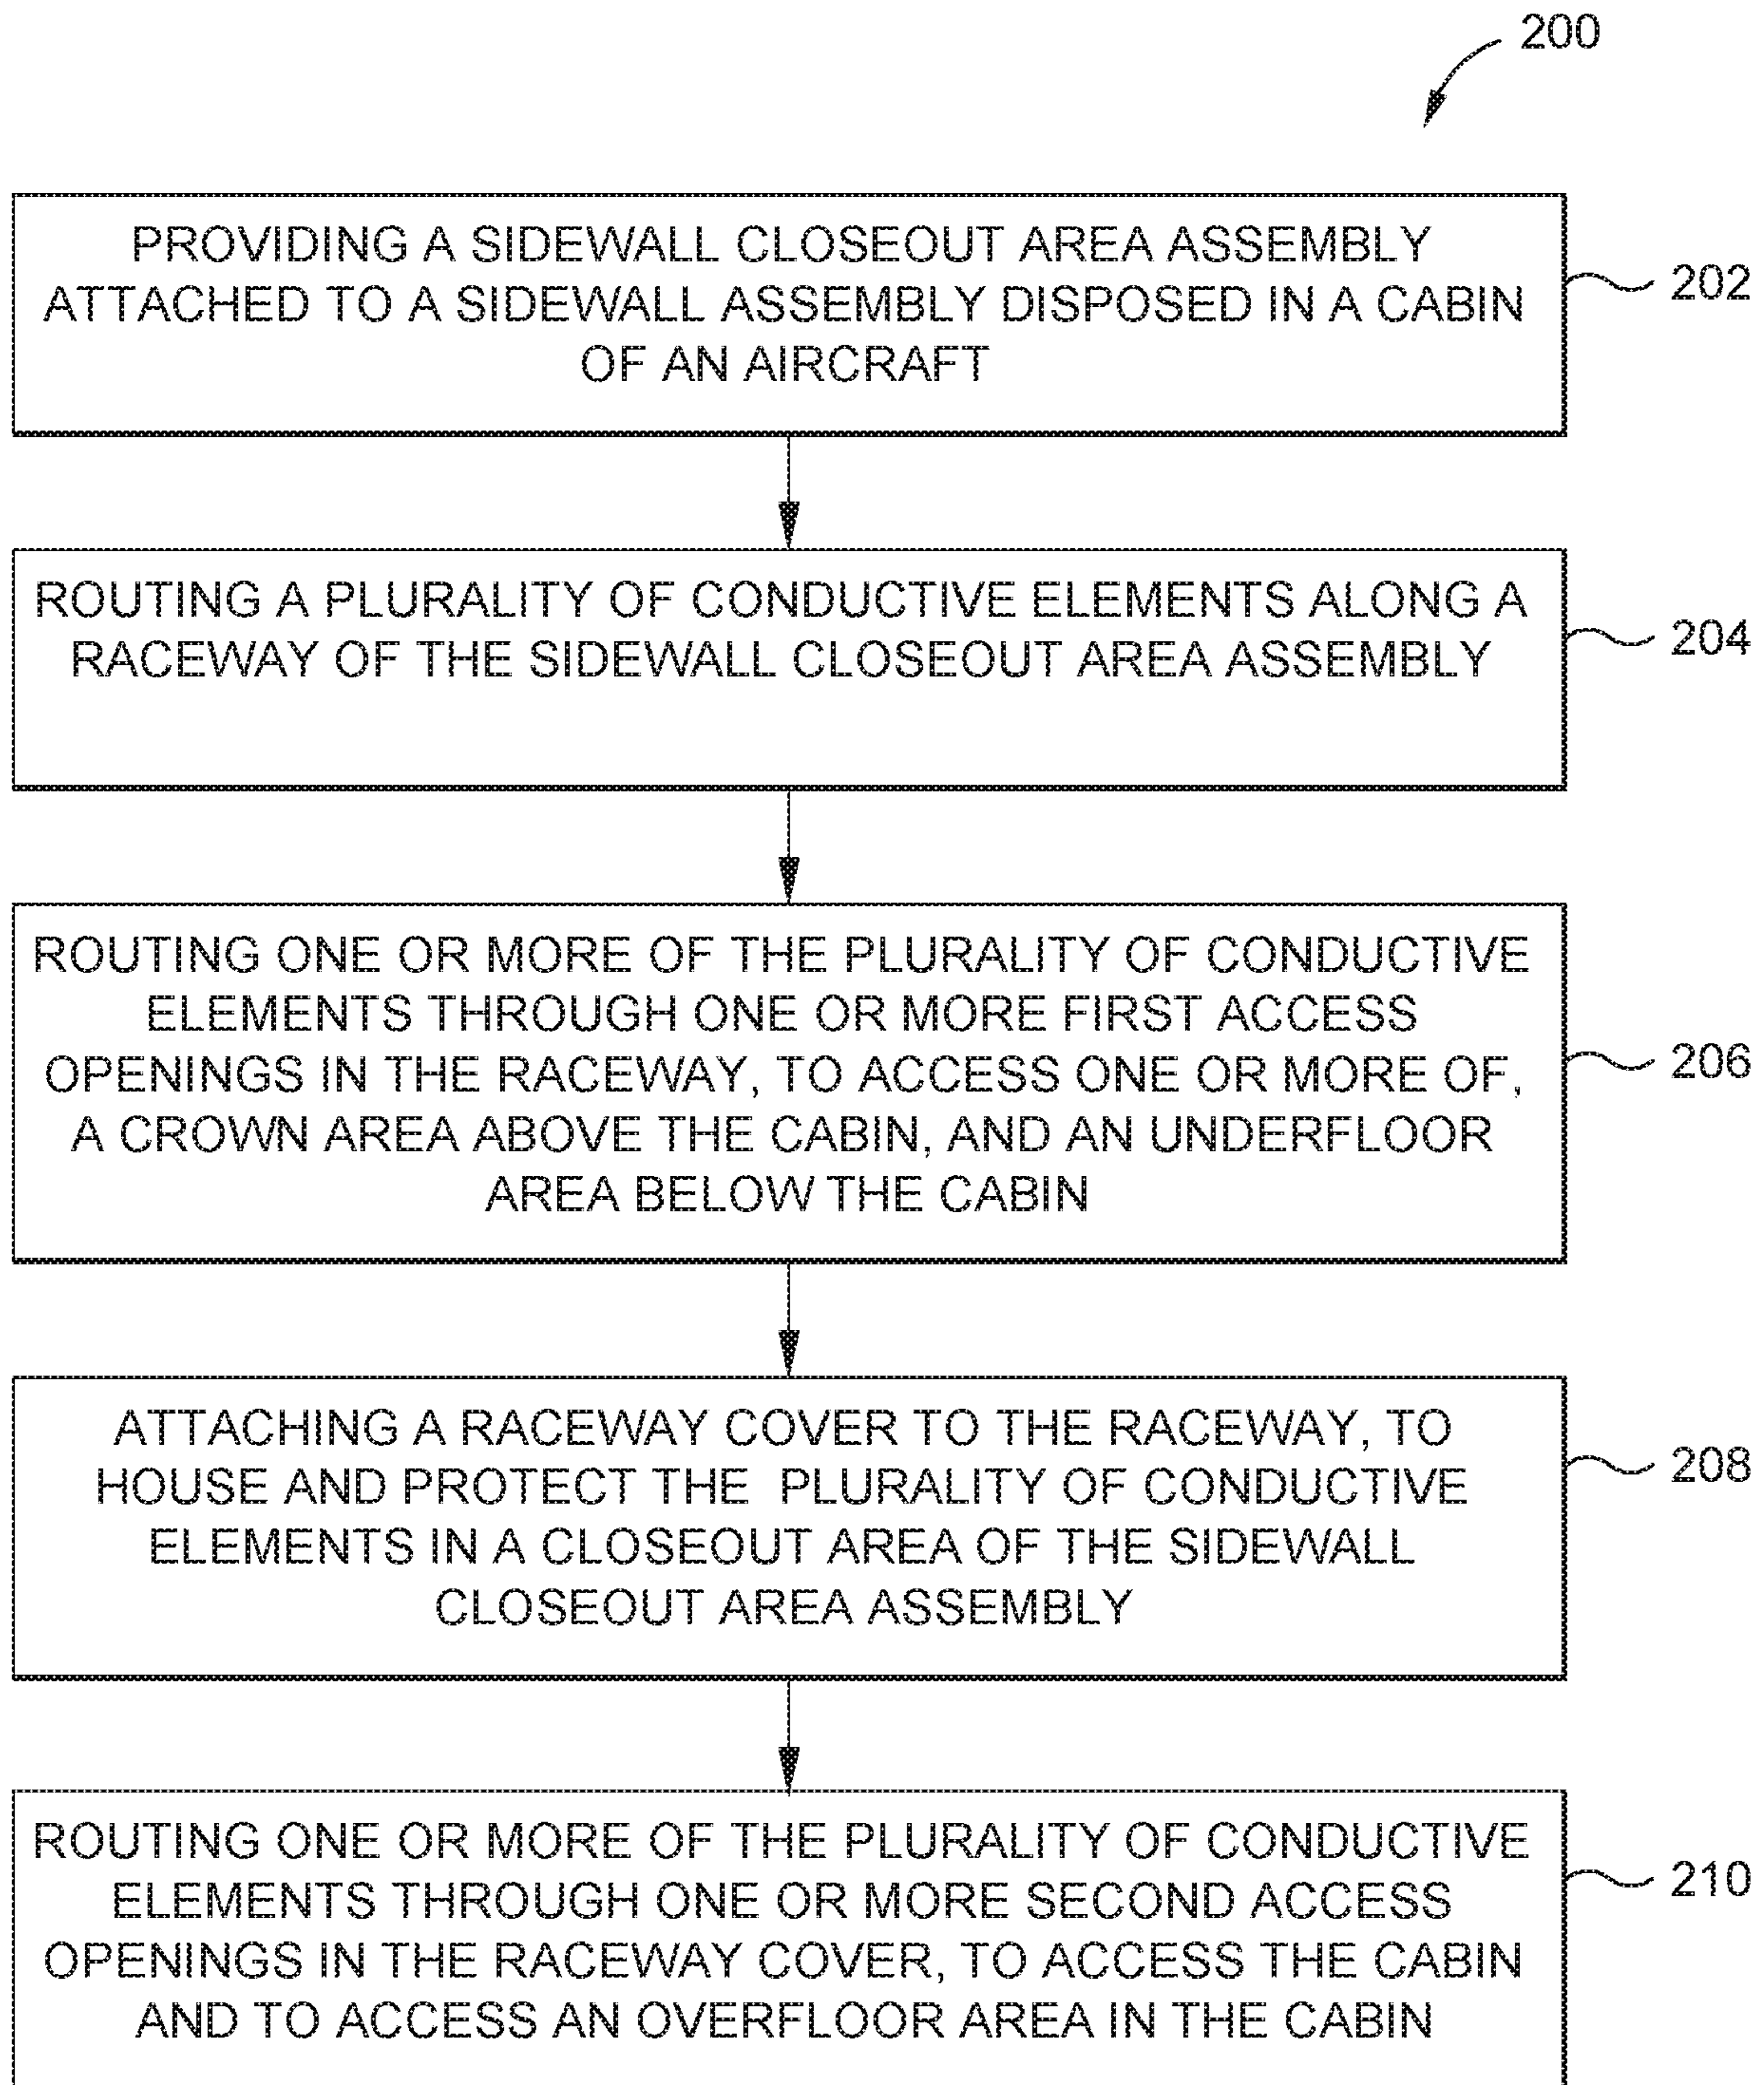 200
PROVIDING A SIDEWALL CLOSEOUT AREA ASSEMBLY
ATTACHED TO A SIDEWALL ASSEMBLY DISPOSED IN A CABIN
OF AN AIRCRAFT
202
ROUTING A PLURALITY OF CONDUCTIVE ELEMENTS ALONG A
RACEWAY OF THE SIDEWALL CLOSEOUT AREA ASSEMBLY
204
ROUTING ONE OR MORE OF THE PLURALITY OF CONDUCTIVE
ELEMENTS THROUGH ONE OR MORE FIRST ACCESS
OPENINGS IN THE RACEWAY, TO ACCESS ONE OR MORE OF,
A CROWN AREA ABOVE THE CABIN, AND AN UNDERFLOOR
AREA BELOW THE CABIN
206
ATTACHING A RACEWAY COVER TO THE RACEWAY, TO
HOUSE AND PROTECT THE PLURALITY OF CONDUCTIVE
ELEMENTS IN A CLOSEOUT AREA OF THE SIDEWALL
CLOSEOUT AREA ASSEMBLY
208
ROUTING ONE OR MORE OF THE PLURALITY OF CONDUCTIVE
ELEMENTS THROUGH ONE OR MORE SECOND ACCESS
OPENINGS IN THE RACEWAY COVER, TO ACCESS THE CABIN
AND TO ACCESS AN OVERFLOOR AREA IN THE CABIN
210